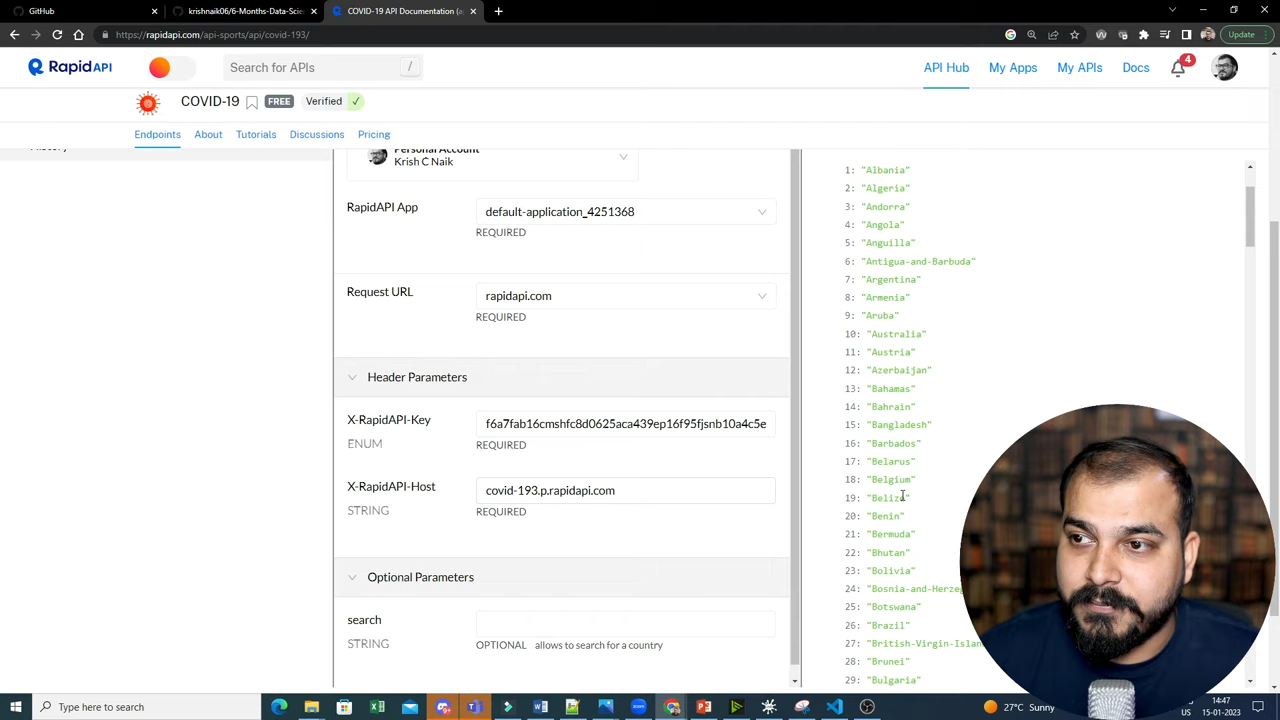 GitHub
krishnaik06/6-Months-Data-Scie
COVID-19 API Documentation (a
https://rapidapi.com/api-sports/api/covid-193/
Update
RapidAPI
Search for APIs
/
API Hub
My Apps
My APIs
Docs
4
COVID-19
FREE
Verified ✓
Endpoints
About
Tutorials
Discussions
Pricing
Personal Account
Krish C Naik
RapidAPI App
default-application_4251368
REQUIRED
Request URL
rapidapi.com
REQUIRED
Header Parameters
X-RapidAPI-Key
f6a7fab16cmshfc8d0625aca439ep16f95fjsnb10a4c5e
ENUM
REQUIRED
X-RapidAPI-Host
covid-193.p.rapidapi.com
STRING
REQUIRED
Optional Parameters
search
STRING
OPTIONAL allows to search for a country
1: "Albania"
2: "Algeria"
3: "Andorra"
4: "Angola"
5: "Anguilla"
6: "Antigua-and-Barbuda"
7: "Argentina"
8: "Armenia"
9: "Aruba"
10: "Australia"
11: "Austria"
12: "Azerbaijan"
13: "Bahamas"
14: "Bahrain"
15: "Bangladesh"
16: "Barbados"
17: "Belarus"
18: "Belgium"
19: "Belize"
20: "Benin"
21: "Bermuda"
22: "Bhutan"
23: "Bolivia"
24: "Bosnia-and-Herzeg
25: "Botswana"
26: "Brazil"
27: "British-Virgin-Islan
28: "Brunei"
29: "Bulgaria"
Type here to search
27°C Sunny
14:47
US
15-01-2023